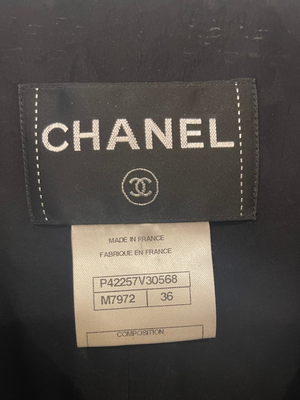 CHANEL
MADE IN FRANCE
FABRIQUE EN FRANCE
P42257V30568
M7972 36
COMPOSITION